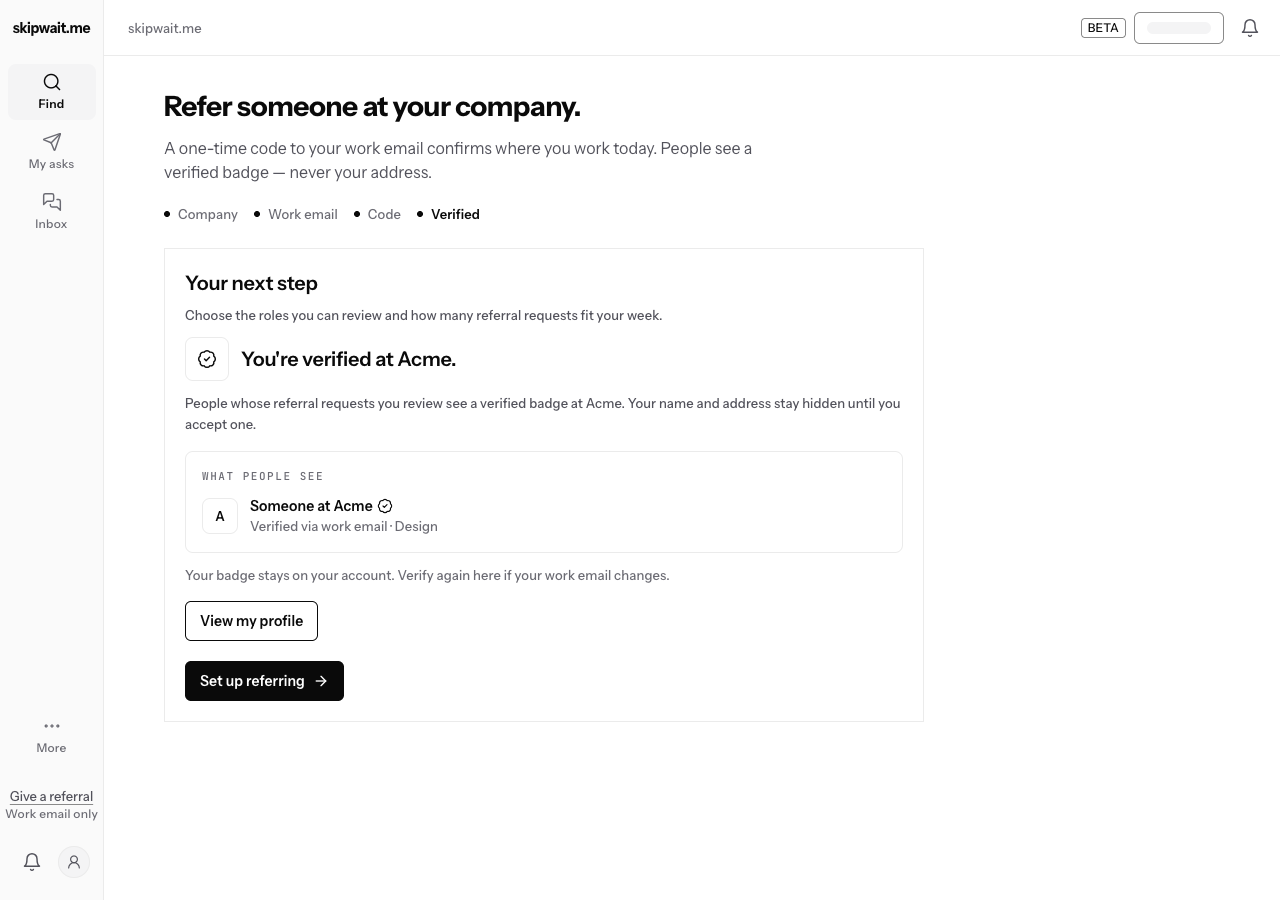 skipwait.me
skipwait.me
BETA
Find
My asks
Inbox
Refer someone at your company.
A one-time code to your work email confirms where you work today. People see a
verified badge — never your address.
Company
Work email
Code
Verified
Your next step
Choose the roles you can review and how many referral requests fit your week.
You're verified at Acme.
People whose referral requests you review see a verified badge at Acme. Your name and address stay hidden until you
accept one.
WHAT PEOPLE SEE
A
Someone at Acme
Verified via work email · Design
Your badge stays on your account. Verify again here if your work email changes.
View my profile
Set up referring
More
Give a referral
Work email only